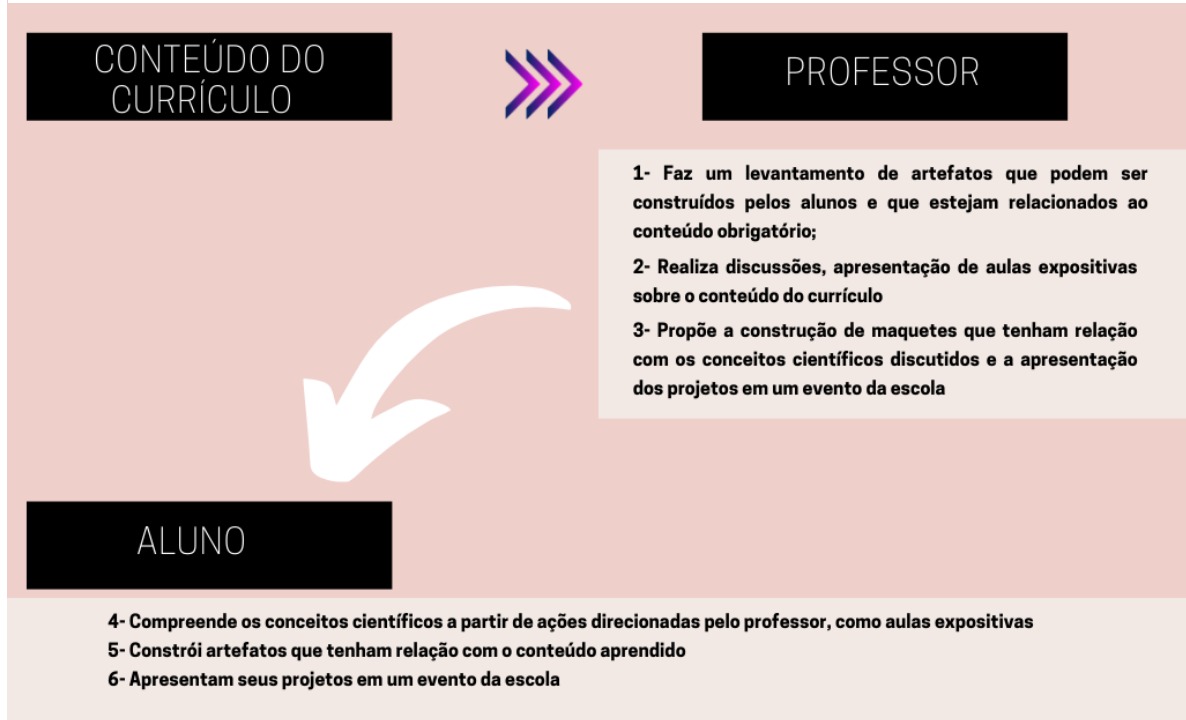 CONTEÚDO DO
CURRÍCULO
PROFESSOR
1- Faz um levantamento de artefatos que podem ser
construídos pelos alunos e que estejam relacionados ao
conteúdo obrigatório;
2- Realiza discussões, apresentação de aulas expositivas
sobre o conteúdo do currículo
3- Propõe a construção de maquetes que tenham relação
com os conceitos científicos discutidos e a apresentação
dos projetos em um evento da escola
ALUNO
4- Compreende os conceitos científicos a partir de ações direcionadas pelo professor, como aulas expositivas
5- Constrói artefatos que tenham relação com o conteúdo aprendido
6- Apresentam seus projetos em um evento da escola